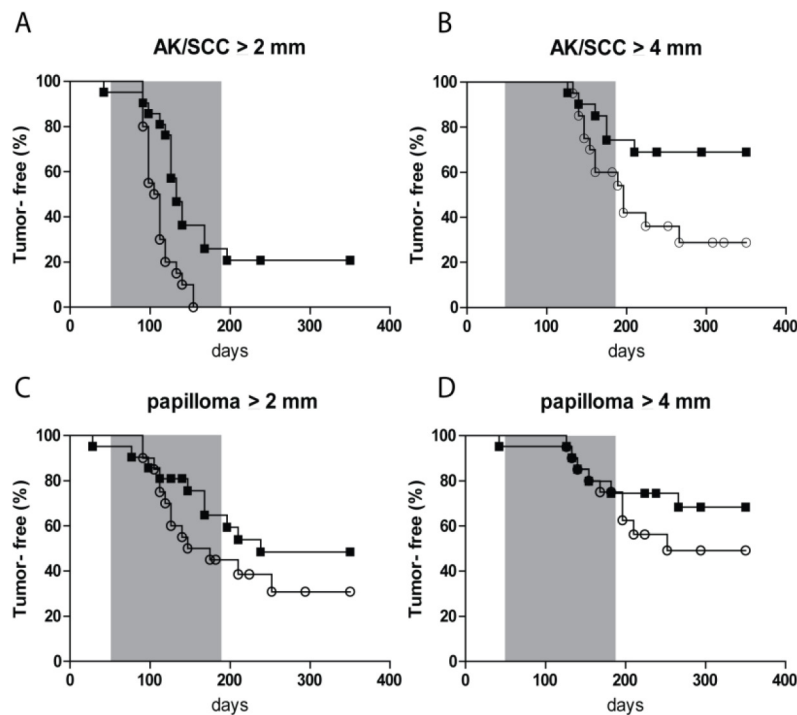 A
AK/SCC > 2 mm
Tumor- free (%)
100
80
60
40
20
0
0 100 200 300 400
days
B
AK/SCC > 4 mm
Tumor- free (%)
100
80
60
40
20
0
0 100 200 300 400
days
C
papilloma > 2 mm
Tumor- free (%)
100
80
60
40
20
0
0 100 200 300 400
days
D
papilloma > 4 mm
Tumor- free (%)
100
80
60
40
20
0
0 100 200 300 400
days